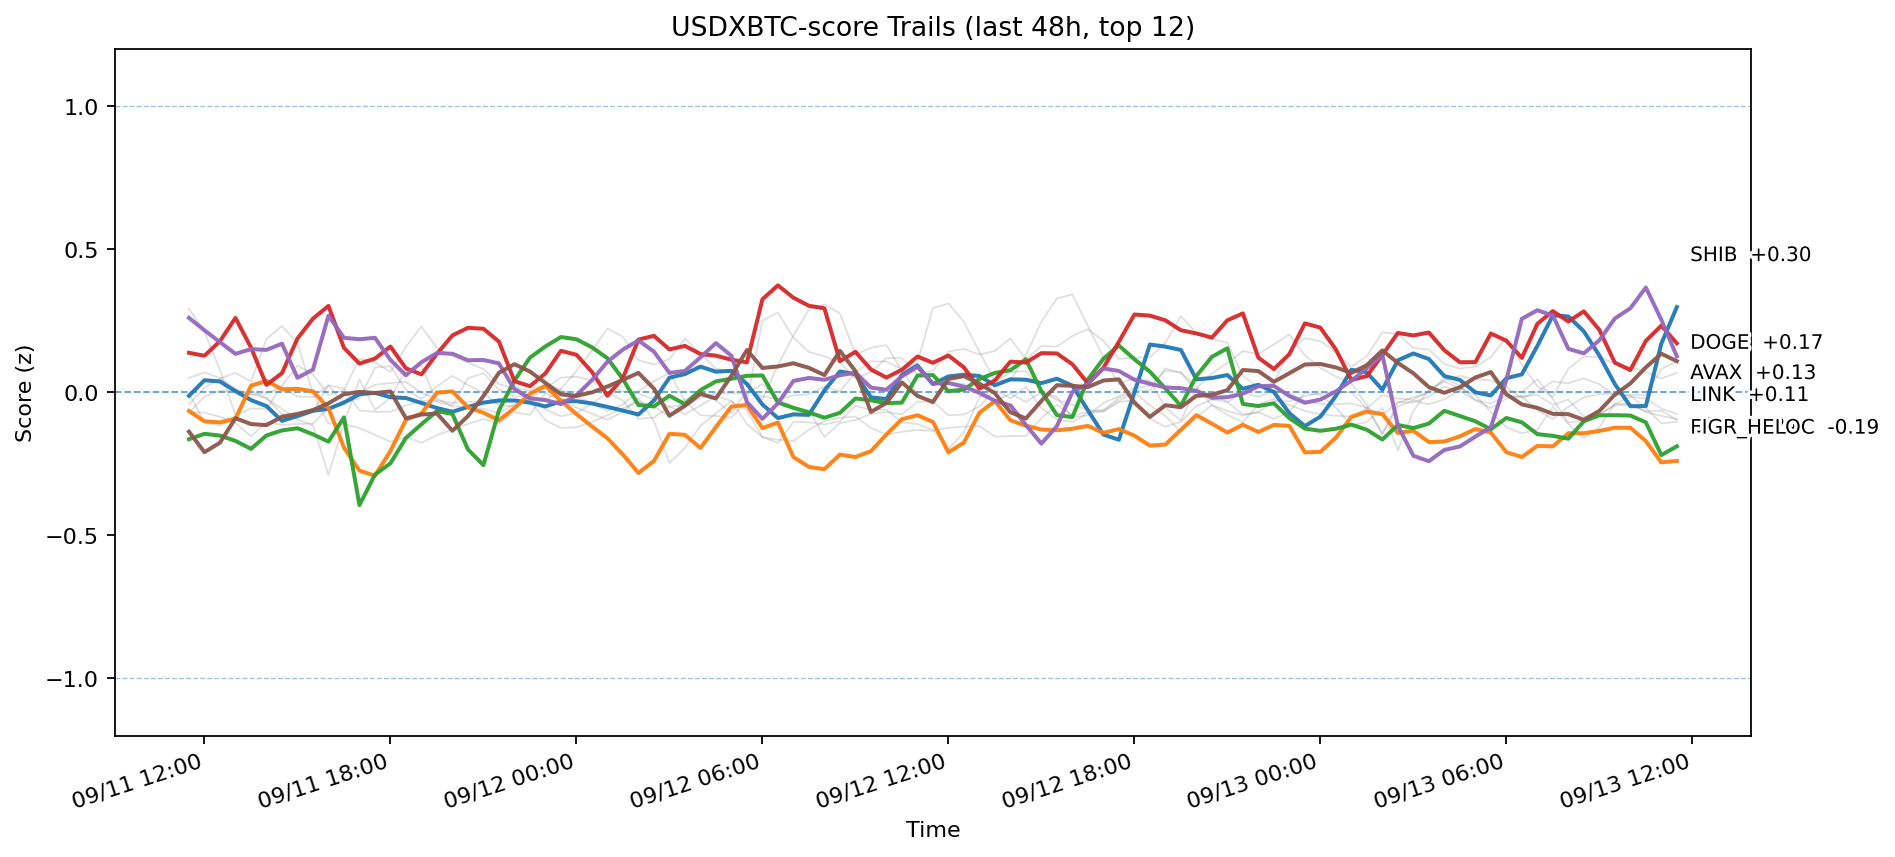 USDXBTC-score Trails (last 48h, top 12)
Score (z)
1.0
0.5
0.0
−0.5
−1.0
SHIB +0.30
DOGE +0.17
AVAX +0.13
LINK +0.11
FIGR_HELOC -0.19
09/11 12:00
09/11 18:00
09/12 00:00
09/12 06:00
09/12 12:00
09/12 18:00
09/13 00:00
09/13 06:00
09/13 12:00
Time